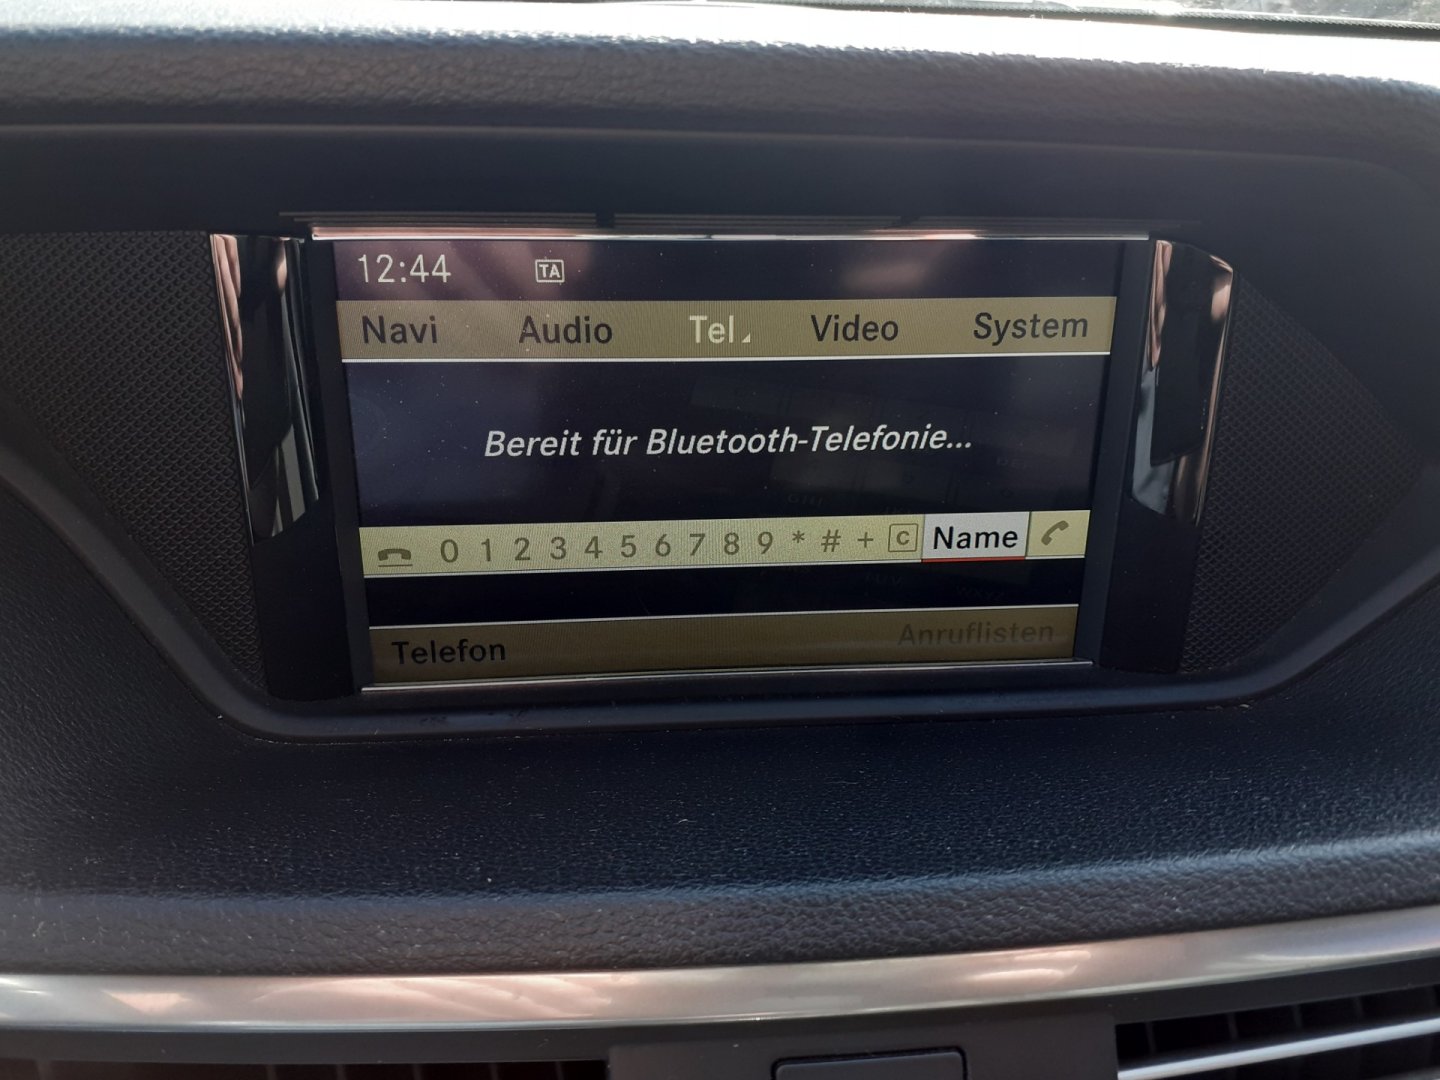 12:44 TA
Navi Audio Tel Video System
Bereit für Bluetooth-Telefonie...
0 1 2 3 4 5 6 7 8 9 * # + C Name
Telefon Anruflisten